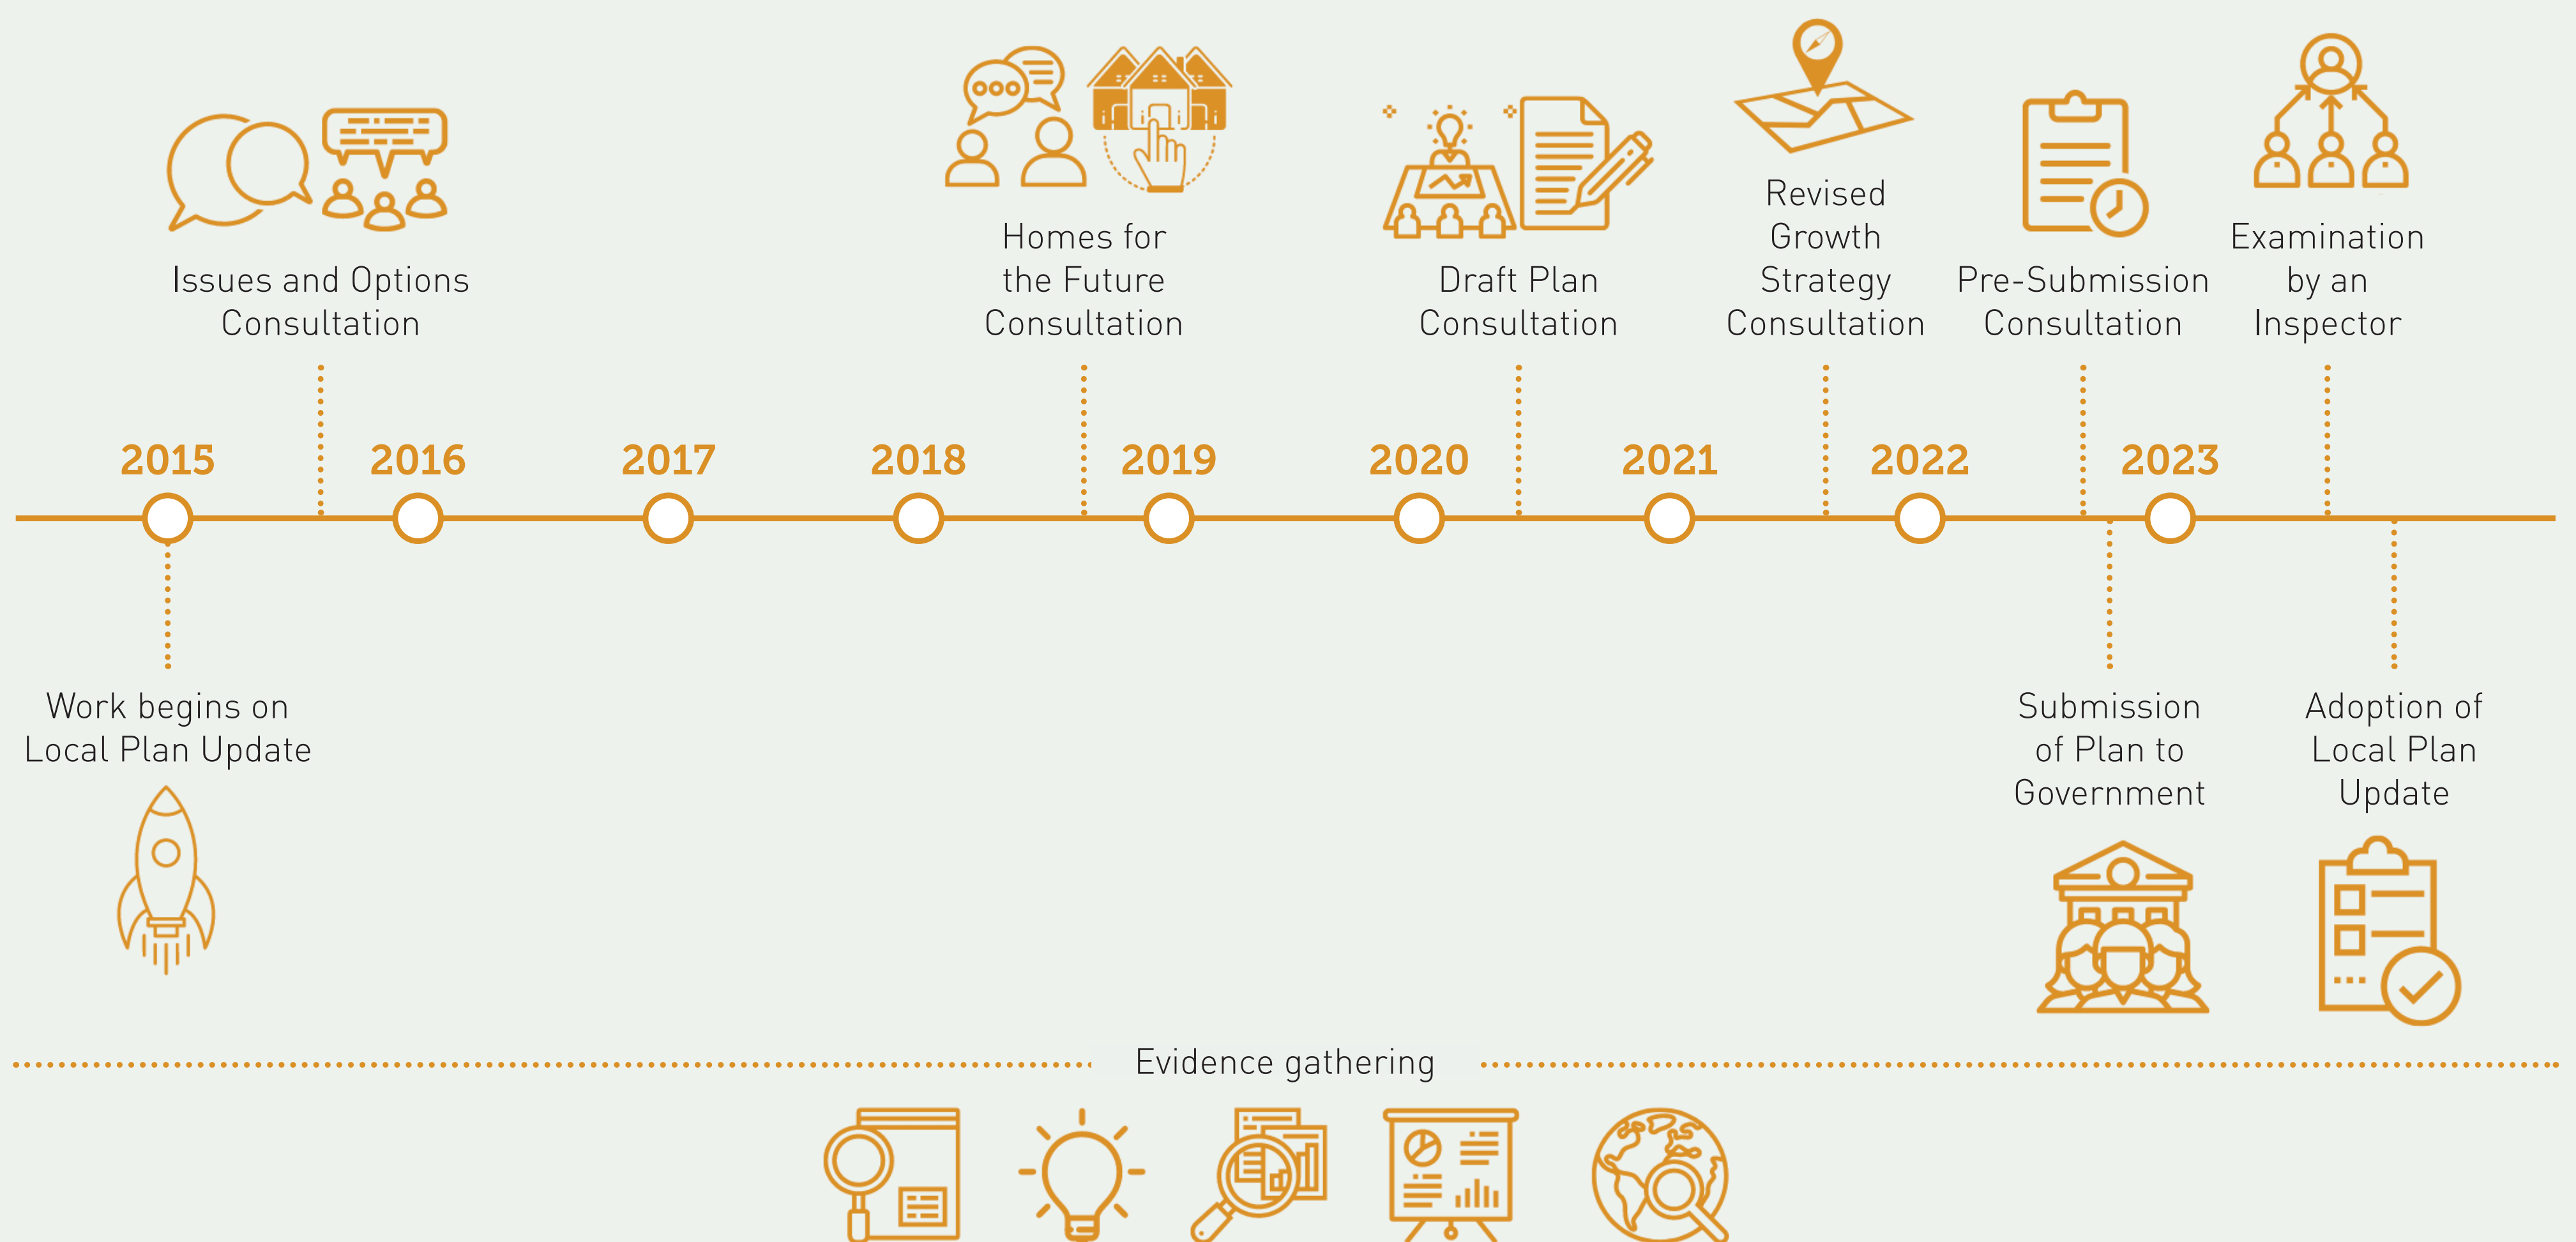 Issues and Options
Consultation
Homes for
the Future
Consultation
Draft Plan
Consultation
Revised
Growth
Strategy
Consultation
Pre-Submission
Consultation
Examination
by an
Inspector
2015
2016
2017
2018
2019
2020
2021
2022
2023
Work begins on
Local Plan Update
Submission
of Plan to
Government
Adoption of
Local Plan
Update
Evidence gathering